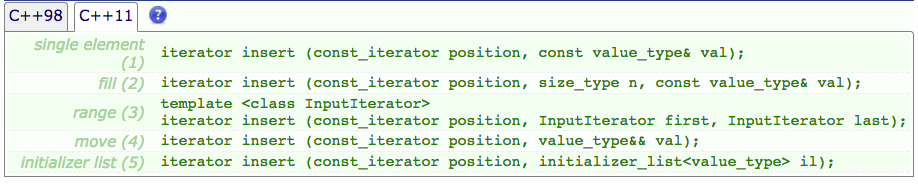 C++98 C++11 ?
single element
(1) iterator insert (const_iterator position, const value_type& val);
fill (2) iterator insert (const_iterator position, size_type n, const value_type& val);
template <class InputIterator>
range (3) iterator insert (const_iterator position, InputIterator first, InputIterator last);
move (4) iterator insert (const_iterator position, value_type&& val);
initializer list (5) iterator insert (const_iterator position, initializer_list<value_type> il);